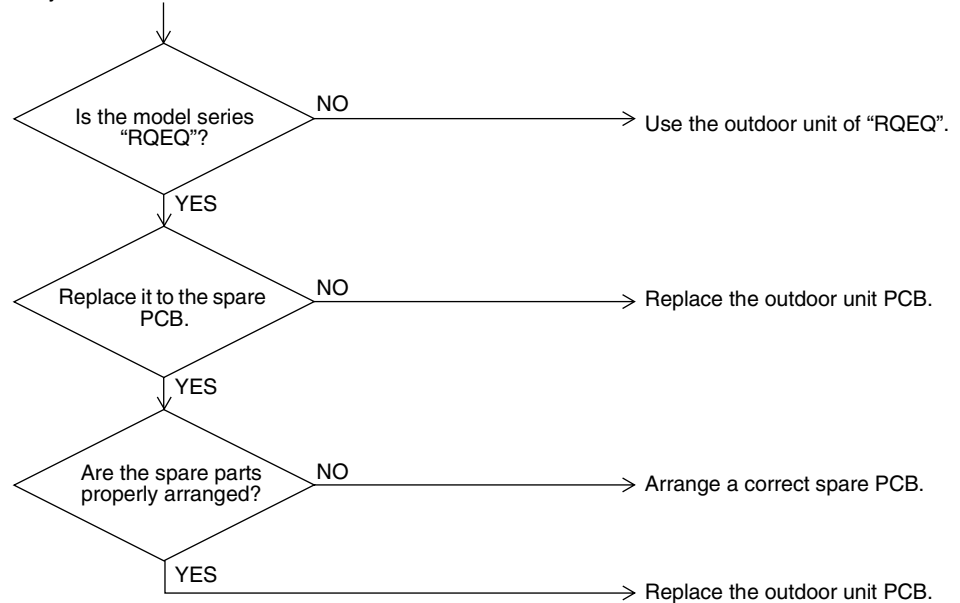 Is the model series
“RQEQ”?
NO
Use the outdoor unit of “RQEQ”.
YES
Replace it to the spare
PCB.
NO
Replace the outdoor unit PCB.
YES
Are the spare parts
properly arranged?
NO
Arrange a correct spare PCB.
YES
Replace the outdoor unit PCB.